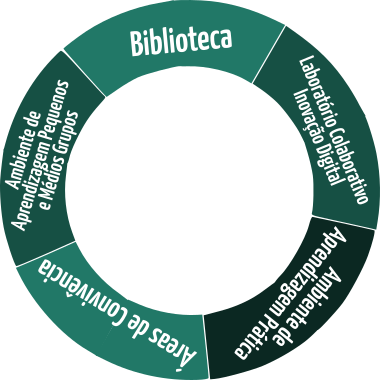 Biblioteca
Laboratório Colaborativo
Inovação Digital
Ambiente de
Aprendizagem Prática
Áreas de Convivência
Ambiente de
Aprendizagem Pequenos
e Médios Grupos